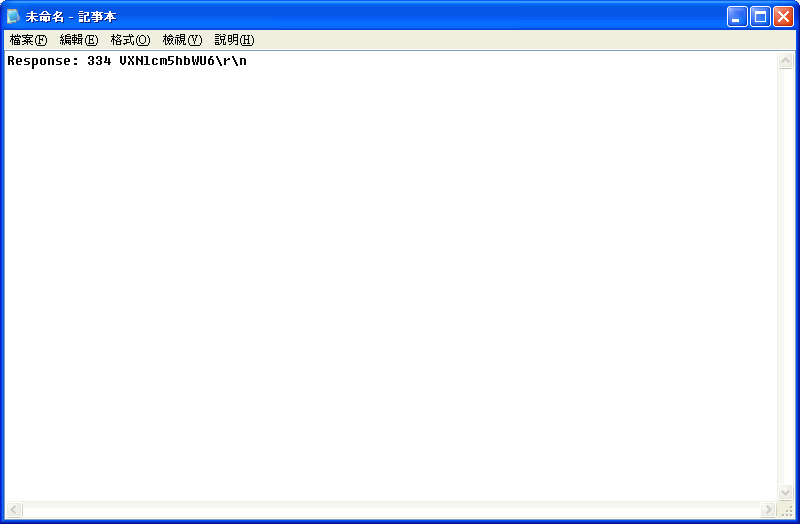 未命名 - 記事本
檔案(F) 編輯(E) 格式(O) 檢視(V) 說明(H)
Response: 334 VXNlcm5hbWU6\r\n